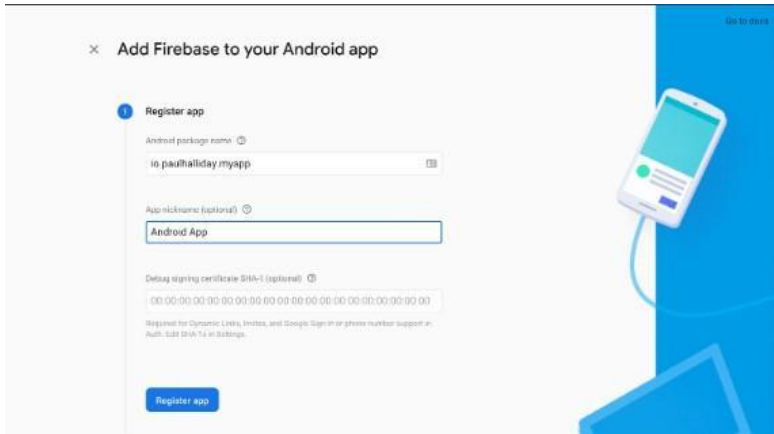 Go to docs
× Add Firebase to your Android app
1 Register app
Android package name
io.paulhalliday.myapp
App nickname (optional)
Android App
Debug signing certificate SHA-1 (optional)
00:00:00:00:00:00:00:00:00:00:00:00:00:00:00:00:00:00:00:00
Required for Dynamic Links, Invites, and Google Sign-In or phone number support in
Auth. Edit SHA-1s in Settings.
Register app